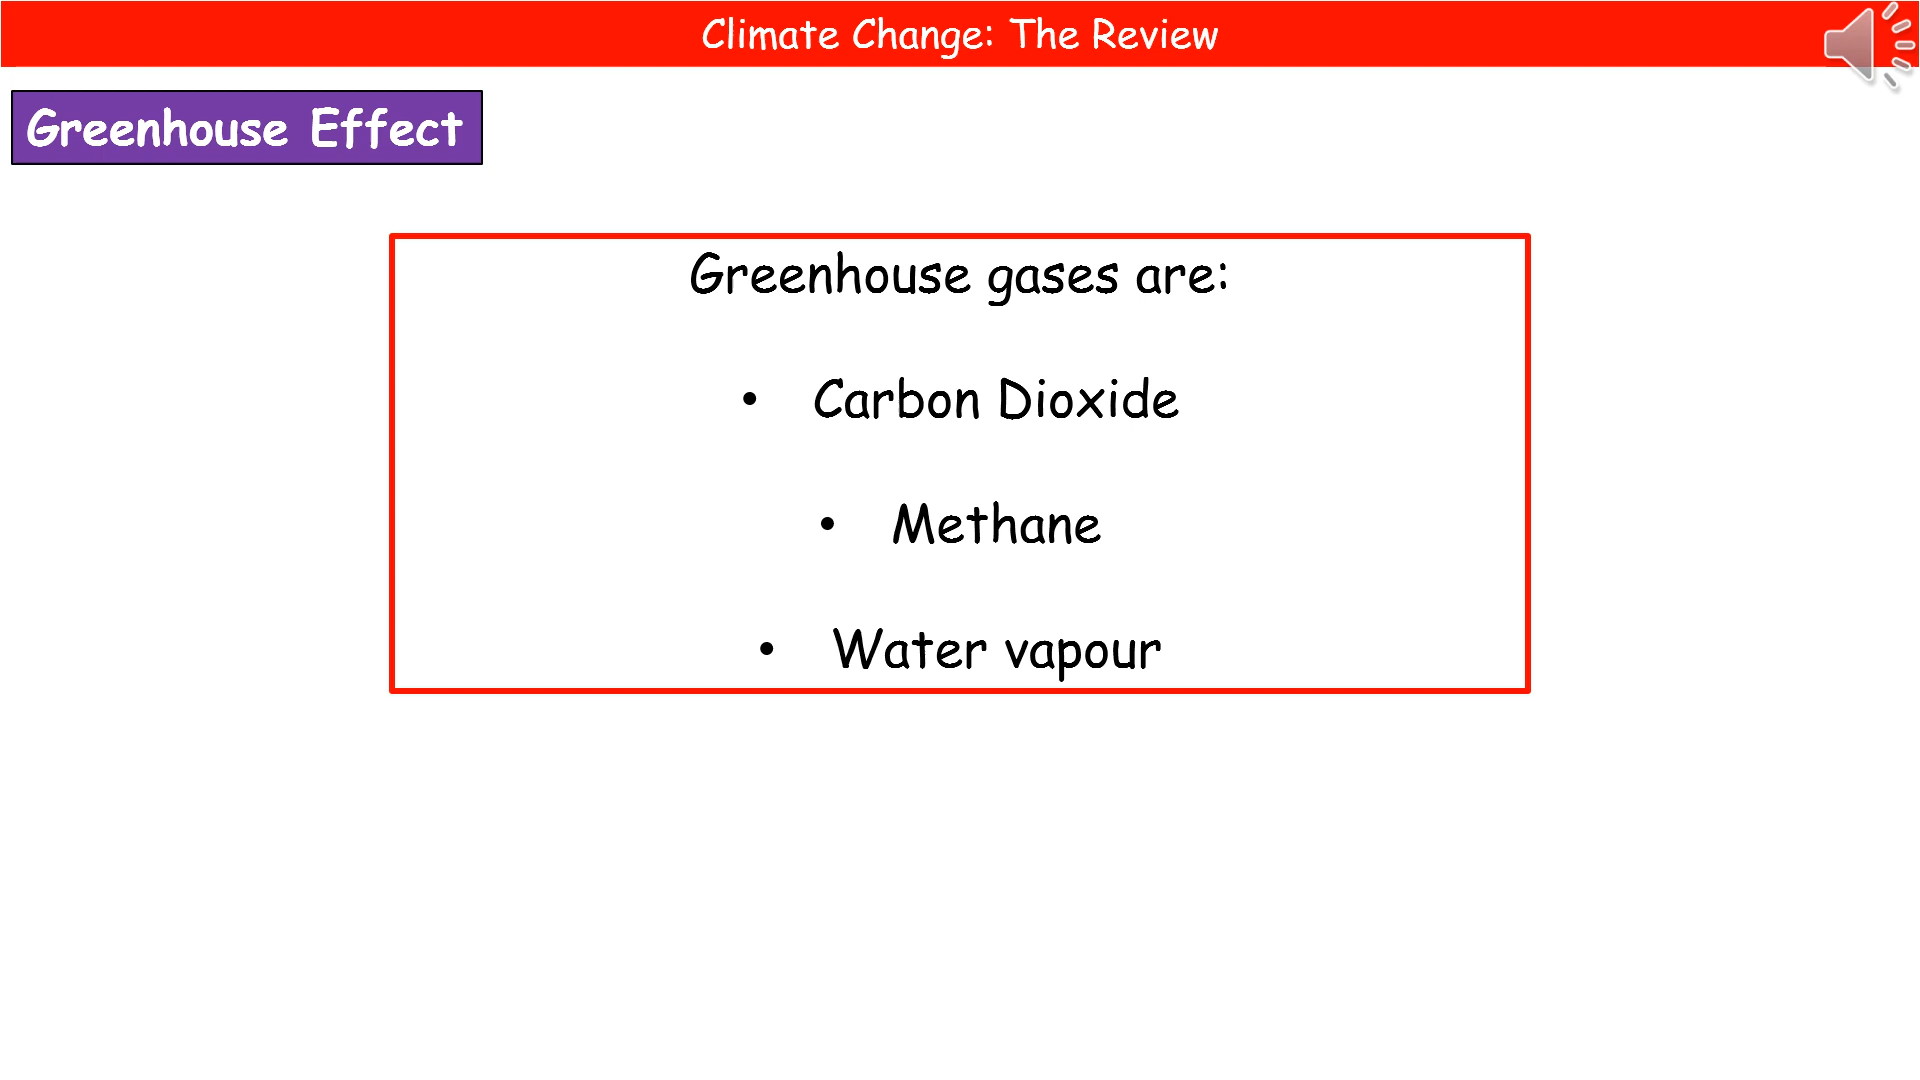 Climate Change: The Review
Greenhouse Effect
Greenhouse gases are:
• Carbon Dioxide
• Methane
• Water vapour